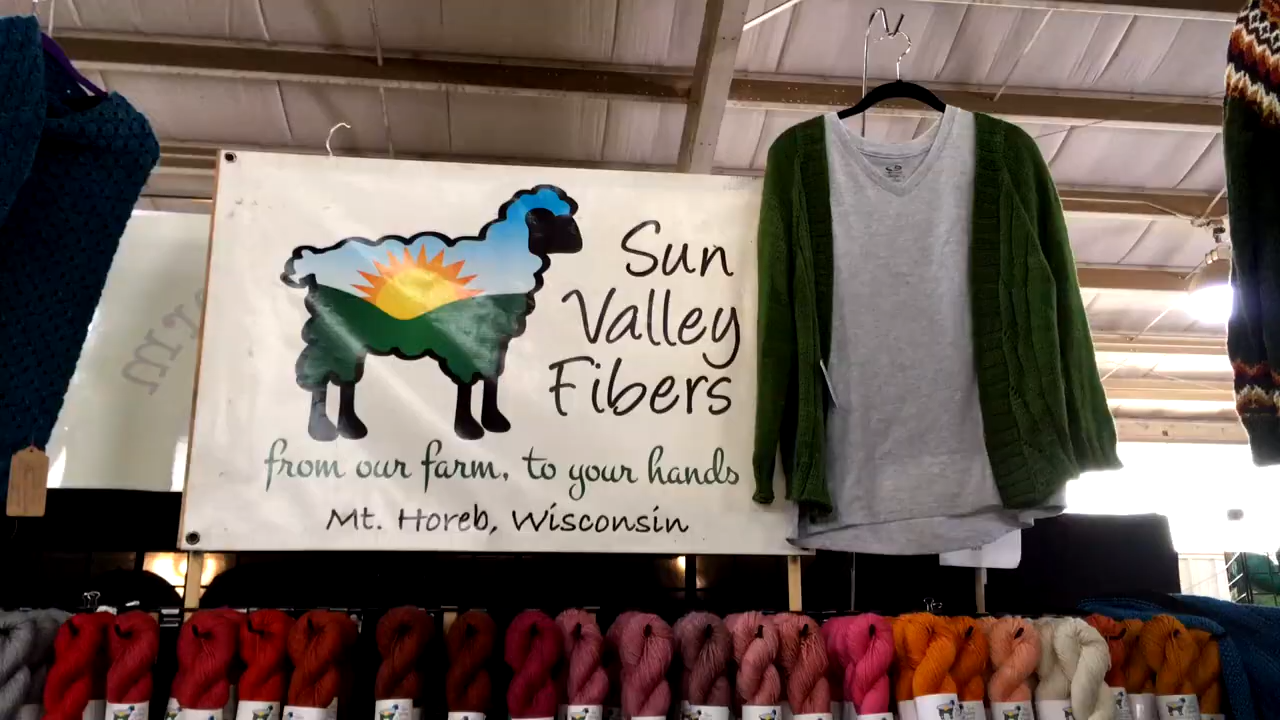 Sun
Valley
Fibers
from our farm, to your hands
Mt. Horeb, Wisconsin